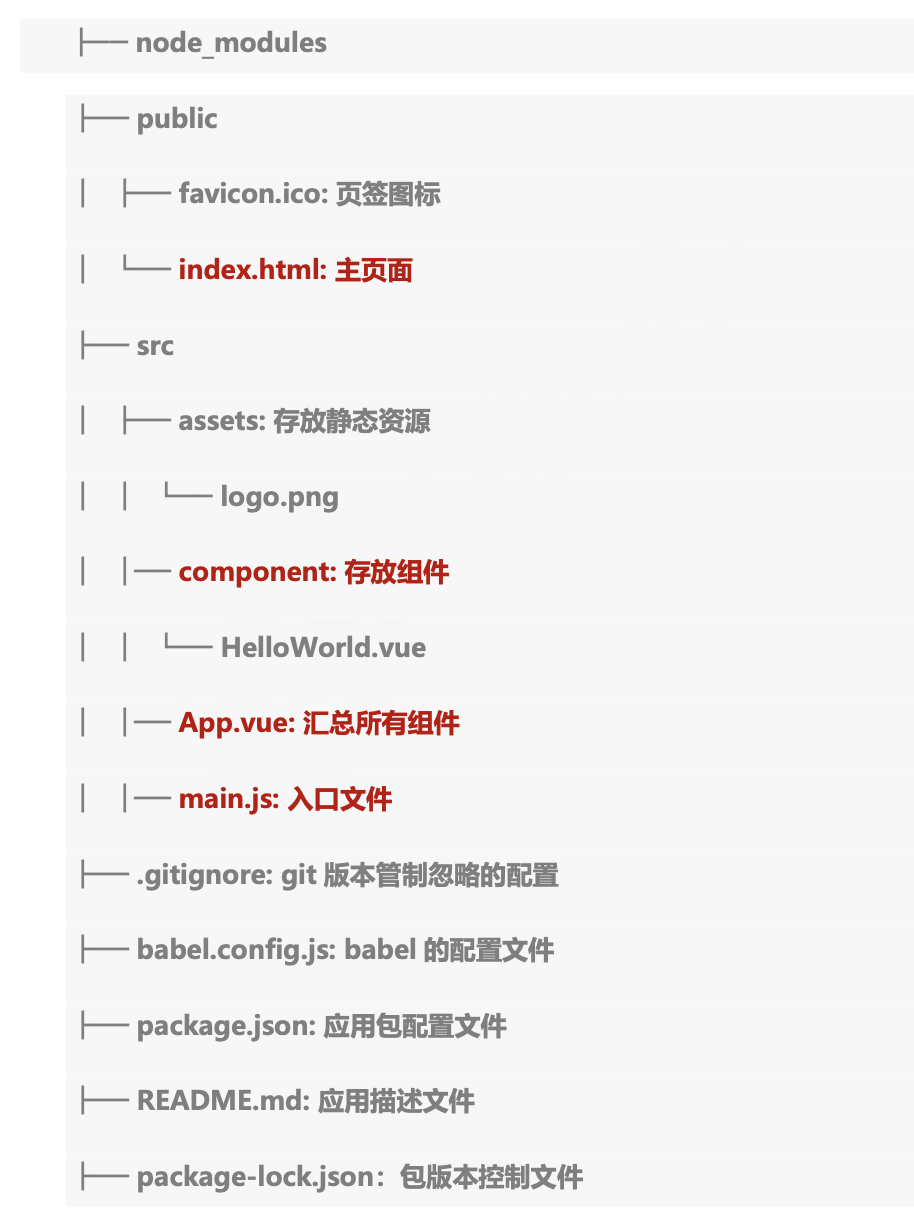 ├── node_modules
├── public
│   ├── favicon.ico: 页签图标
│   └── index.html: 主页面
├── src
│   ├── assets: 存放静态资源
│   │   └── logo.png
│   │── component: 存放组件
│   │   └── HelloWorld.vue
│   │── App.vue: 汇总所有组件
│   │── main.js: 入口文件
├── .gitignore: git 版本管制忽略的配置
├── babel.config.js: babel 的配置文件
├── package.json: 应用包配置文件
├── README.md: 应用描述文件
├── package-lock.json：包版本控制文件